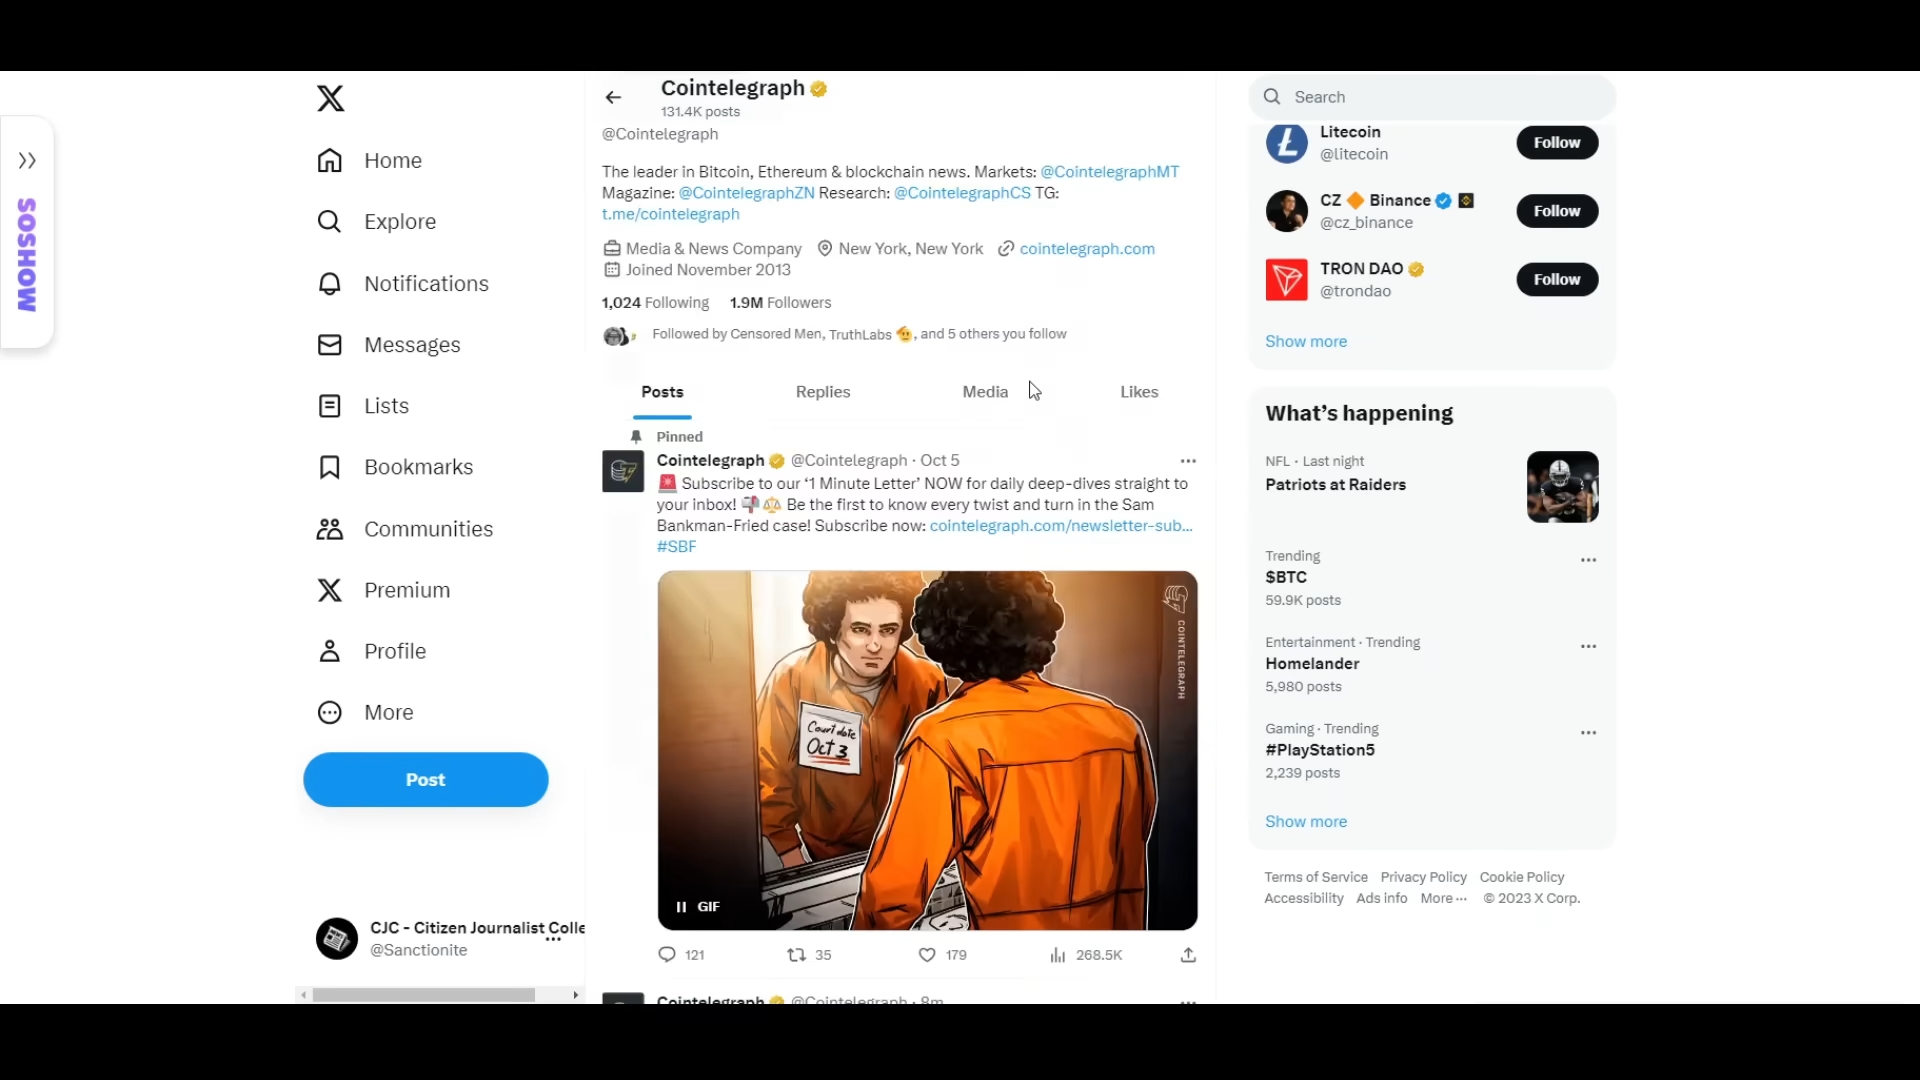 SOSHOW
Home
Explore
Notifications
Messages
Lists
Bookmarks
Communities
Premium
Profile
More
Post
CJC - Citizen Journalist Colle
@Sanctionite
Cointelegraph
131.4K posts
@Cointelegraph
The leader in Bitcoin, Ethereum & blockchain news. Markets: @CointelegraphMT
Magazine: @CointelegraphZN Research: @CointelegraphCS TG:
t.me/cointelegraph
Media & News Company New York, New York cointelegraph.com
Joined November 2013
1,024 Following 1.9M Followers
Followed by Censored Men, TruthLabs 🫡, and 5 others you follow
Posts Replies Media Likes
Pinned
Cointelegraph @Cointelegraph · Oct 5
🚨 Subscribe to our ‘1 Minute Letter’ NOW for daily deep-dives straight to
your inbox! 📬⚖️ Be the first to know every twist and turn in the Sam
Bankman-Fried case! Subscribe now: cointelegraph.com/newsletter-sub…
#SBF
COINTELEGRAPH
Court date
Oct 3
GIF
121 35 179 268.5K
Cointelegraph @Cointelegraph · 8m
Search
Litecoin
@litecoin
Follow
CZ 🔶 Binance
@cz_binance
Follow
TRON DAO
@trondao
Follow
Show more
What’s happening
NFL · Last night
Patriots at Raiders
Trending
$BTC
59.9K posts
Entertainment · Trending
Homelander
5,980 posts
Gaming · Trending
#PlayStation5
2,239 posts
Show more
Terms of Service Privacy Policy Cookie Policy
Accessibility Ads info More ··· © 2023 X Corp.